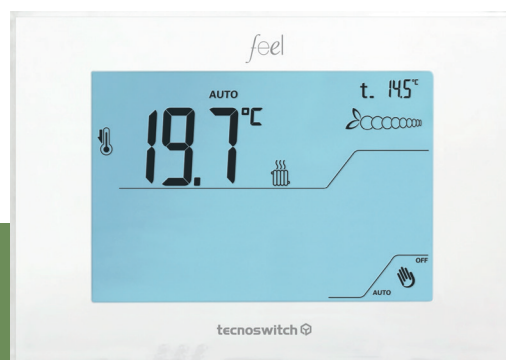 feel
AUTO
t- 14.5°C
19.7°C
OFF
AUTO
tecnoswitch